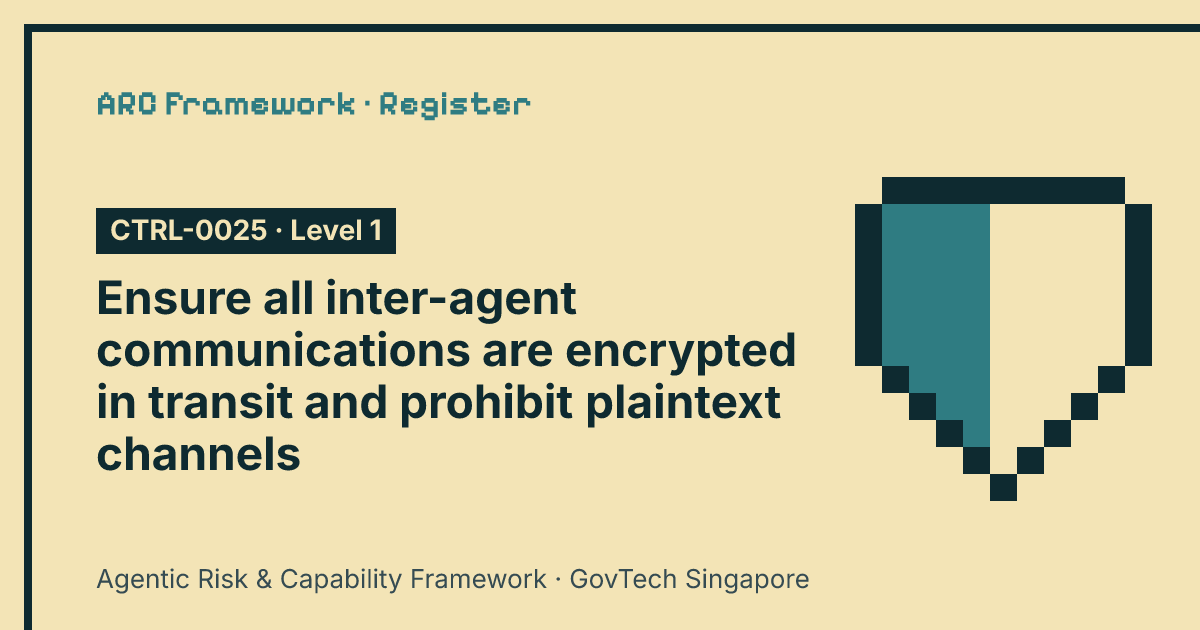 ARC Framework · Register
CTRL-0025 · Level 1
Ensure all inter-agent
communications are encrypted
in transit and prohibit plaintext
channels
Agentic Risk & Capability Framework · GovTech Singapore